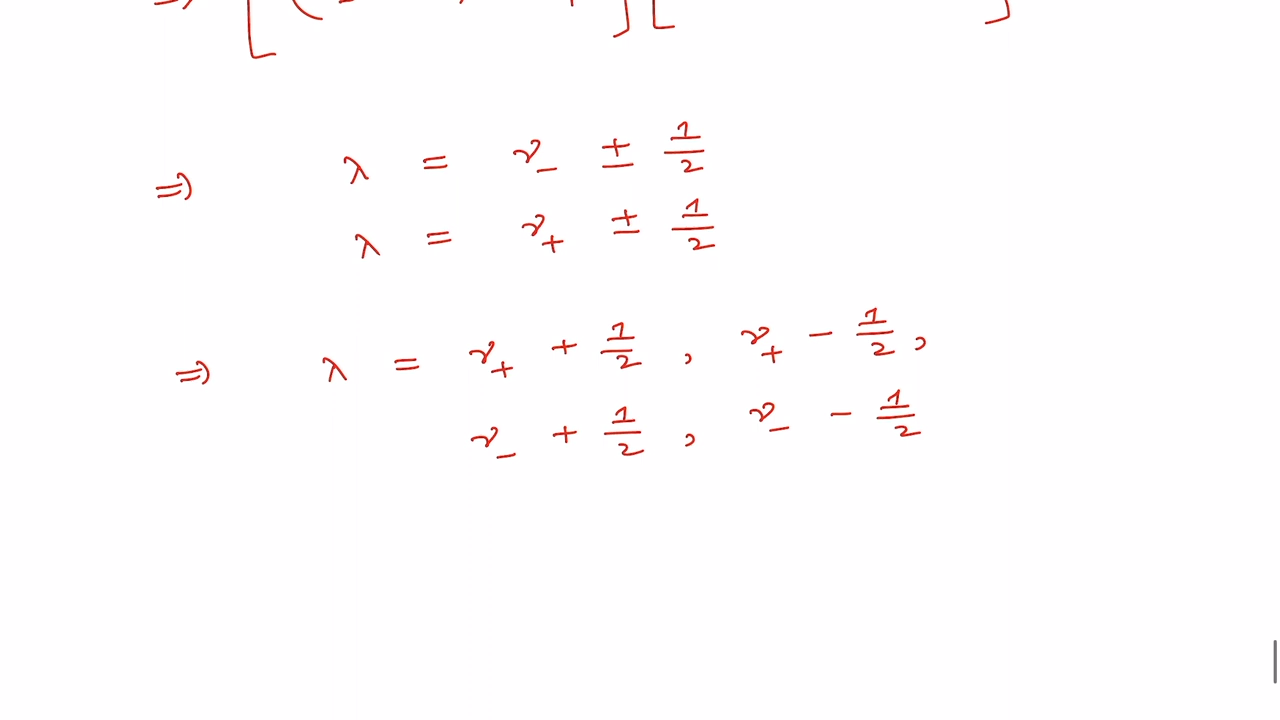 ⇒ [ ( ] [ ]
⇒ λ = ν₋ ± 1/2
λ = ν₊ ± 1/2
⇒ λ = ν₊ + 1/2 , ν₊ − 1/2 ,
ν₋ + 1/2 , ν₋ − 1/2